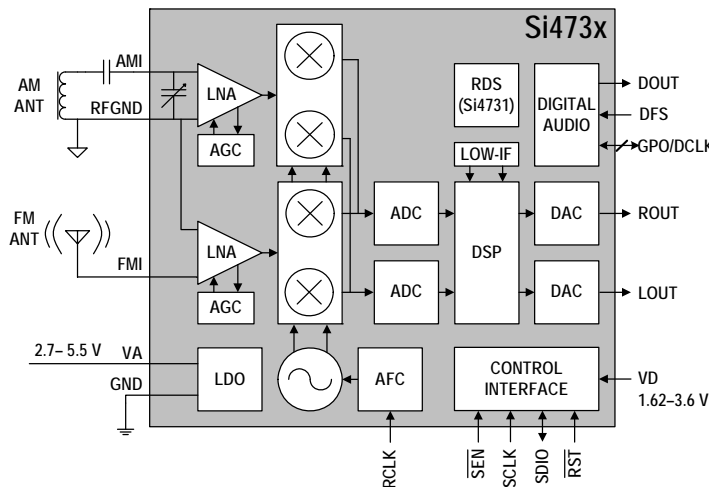 Si473x
AMI
AM
ANT
RFGND
LNA
AGC
RDS
(Si4731)
DIGITAL
AUDIO
DOUT
DFS
GPO/DCLK
LOW-IF
FM
ANT
FMI
LNA
AGC
ADC
ADC
DSP
DAC
DAC
ROUT
LOUT
2.7– 5.5 V
VA
GND
LDO
AFC
CONTROL
INTERFACE
VD
1.62–3.6 V
RCLK
SEN
SCLK
SDIO
RST